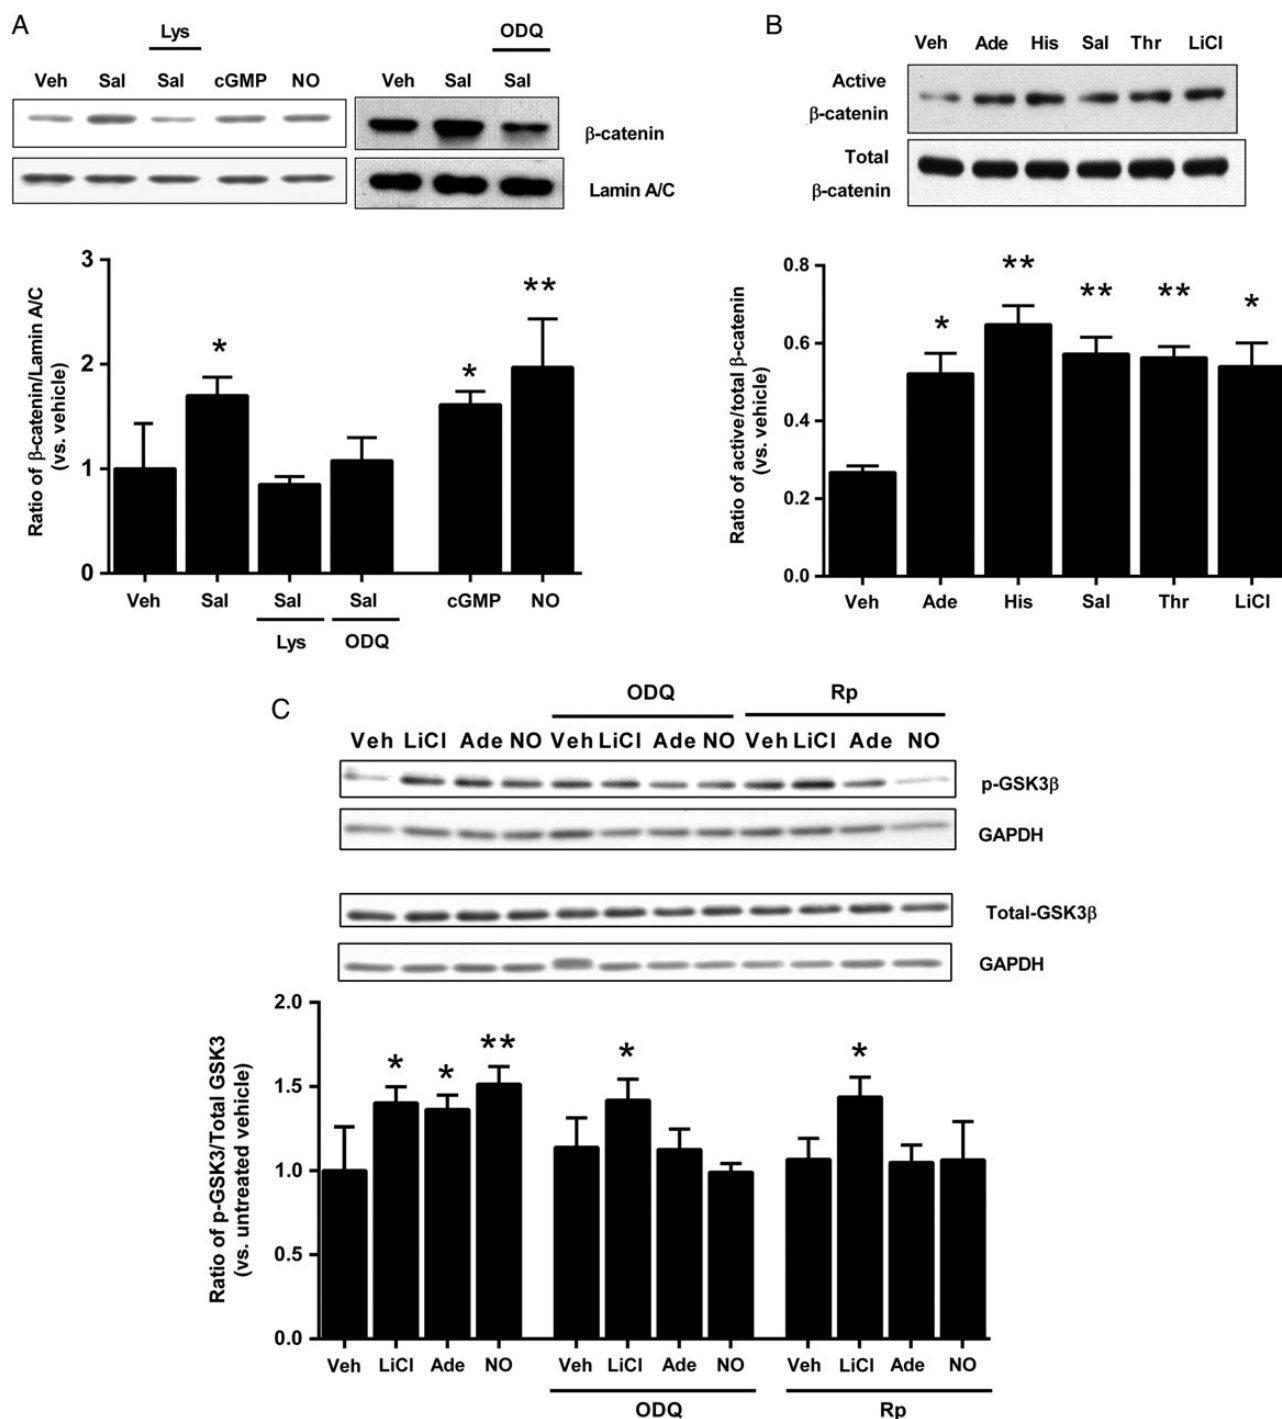 A
Lys
ODQ
Veh Sal Sal cGMP NO
Veh Sal Sal
β-catenin
Lamin A/C
Ratio of β-catenin/Lamin A/C
(vs. vehicle)
3
2
1
0
*
*
**
Veh Sal Sal Sal cGMP NO
Lys ODQ
B
Veh Ade His Sal Thr LiCl
Active
β-catenin
Total
β-catenin
Ratio of active/total β-catenin
(vs. vehicle)
0.8
0.6
0.4
0.2
0.0
*
**
**
**
*
Veh Ade His Sal Thr LiCl
C
ODQ Rp
Veh LiCl Ade NO Veh LiCl Ade NO Veh LiCl Ade NO
p-GSK3β
GAPDH
Total-GSK3β
GAPDH
Ratio of p-GSK3/Total GSK3
(vs. untreated vehicle)
2.0
1.5
1.0
0.5
0.0
*
*
**
*
*
Veh LiCl Ade NO Veh LiCl Ade NO Veh LiCl Ade NO
ODQ Rp